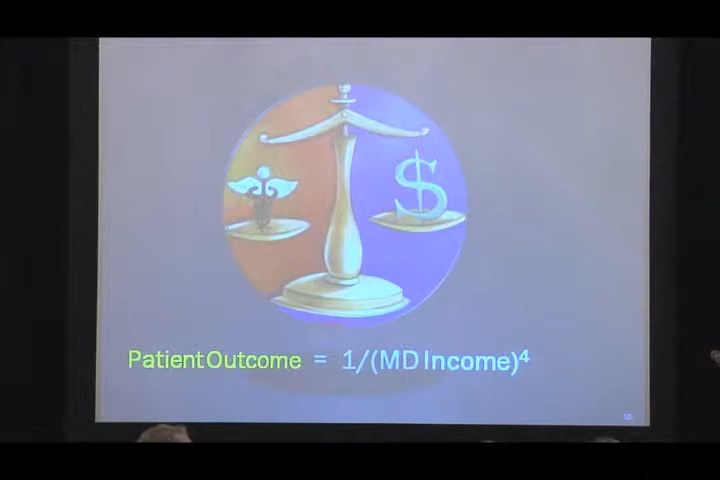 $
Patient Outcome = 1/(MD Income)⁴